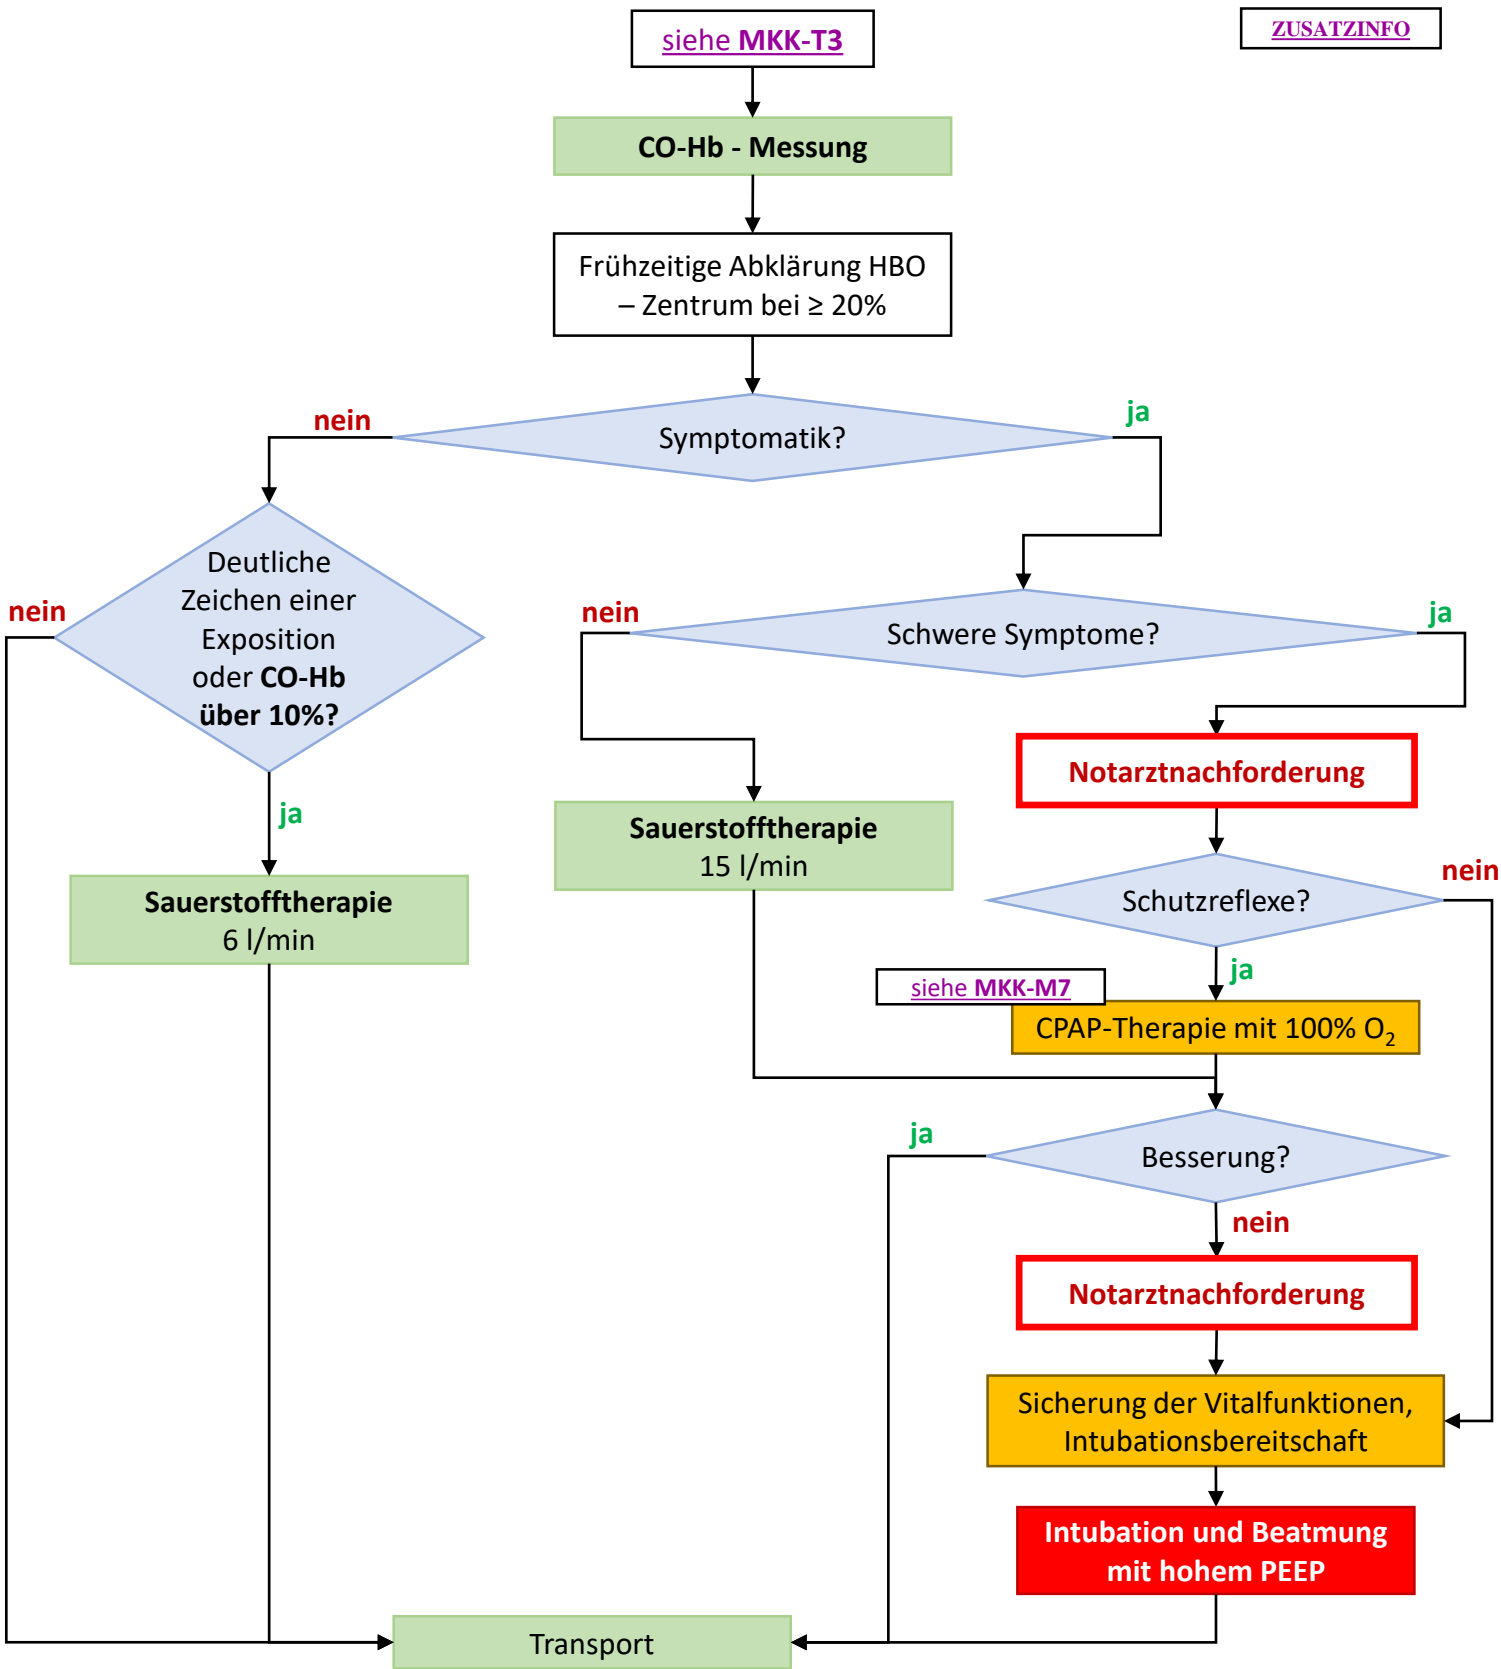 siehe MKK-T3
ZUSATZINFO
CO-Hb - Messung
Frühzeitige Abklärung HBO
– Zentrum bei ≥ 20%
nein
ja
Symptomatik?
Deutliche
Zeichen einer
Exposition
oder CO-Hb
über 10%?
nein
nein
ja
Schwere Symptome?
Notarztnachforderung
ja
Sauerstofftherapie
15 l/min
Schutzreflexe?
nein
Sauerstofftherapie
6 l/min
ja
siehe MKK-M7
CPAP-Therapie mit 100% O₂
ja
Besserung?
nein
Notarztnachforderung
Sicherung der Vitalfunktionen,
Intubationsbereitschaft
Intubation und Beatmung
mit hohem PEEP
Transport